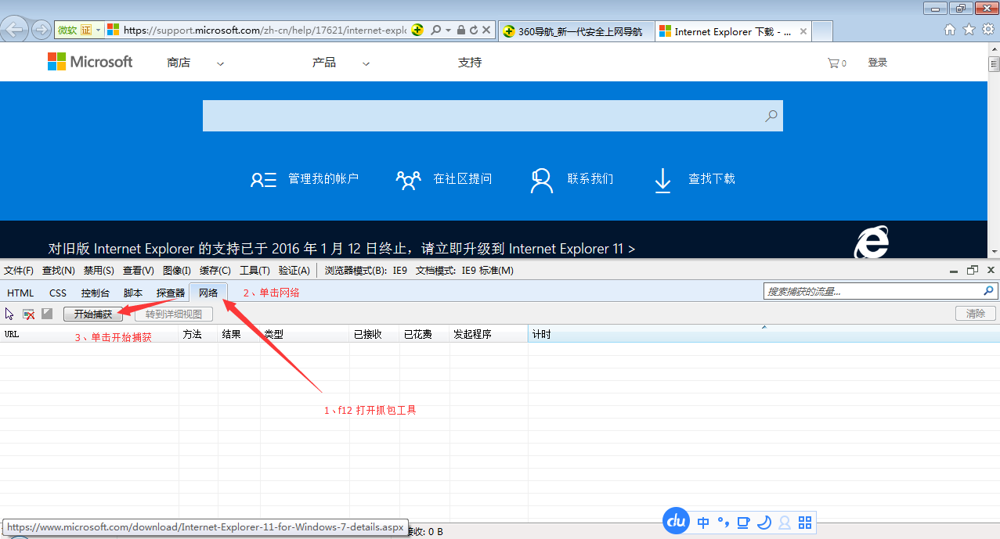 微软 证 https://support.microsoft.com/zh-cn/help/17621/internet-explo 360导航_新一代安全上网导航 Internet Explorer 下载 - ...
Microsoft 商店 产品 支持 0 登录
管理我的帐户 在社区提问 联系我们 查找下载
对旧版 Internet Explorer 的支持已于 2016 年 1 月 12 日终止，请立即升级到 Internet Explorer 11 >
文件(F) 查找(N) 禁用(S) 查看(V) 图像(I) 缓存(C) 工具(T) 验证(A) 浏览器模式(B): IE9 文档模式: IE9 标准(M)
HTML CSS 控制台 脚本 探查器 网络 2、单击网络 搜索捕获的流量...
开始捕获 转到详细视图 清除
URL 方法 结果 类型 已接收 已花费 发起程序 计时
3、单击开始捕获
1、f12 打开抓包工具
https://www.microsoft.com/download/Internet-Explorer-11-for-Windows-7-details.aspx 接收: 0 B
du 中